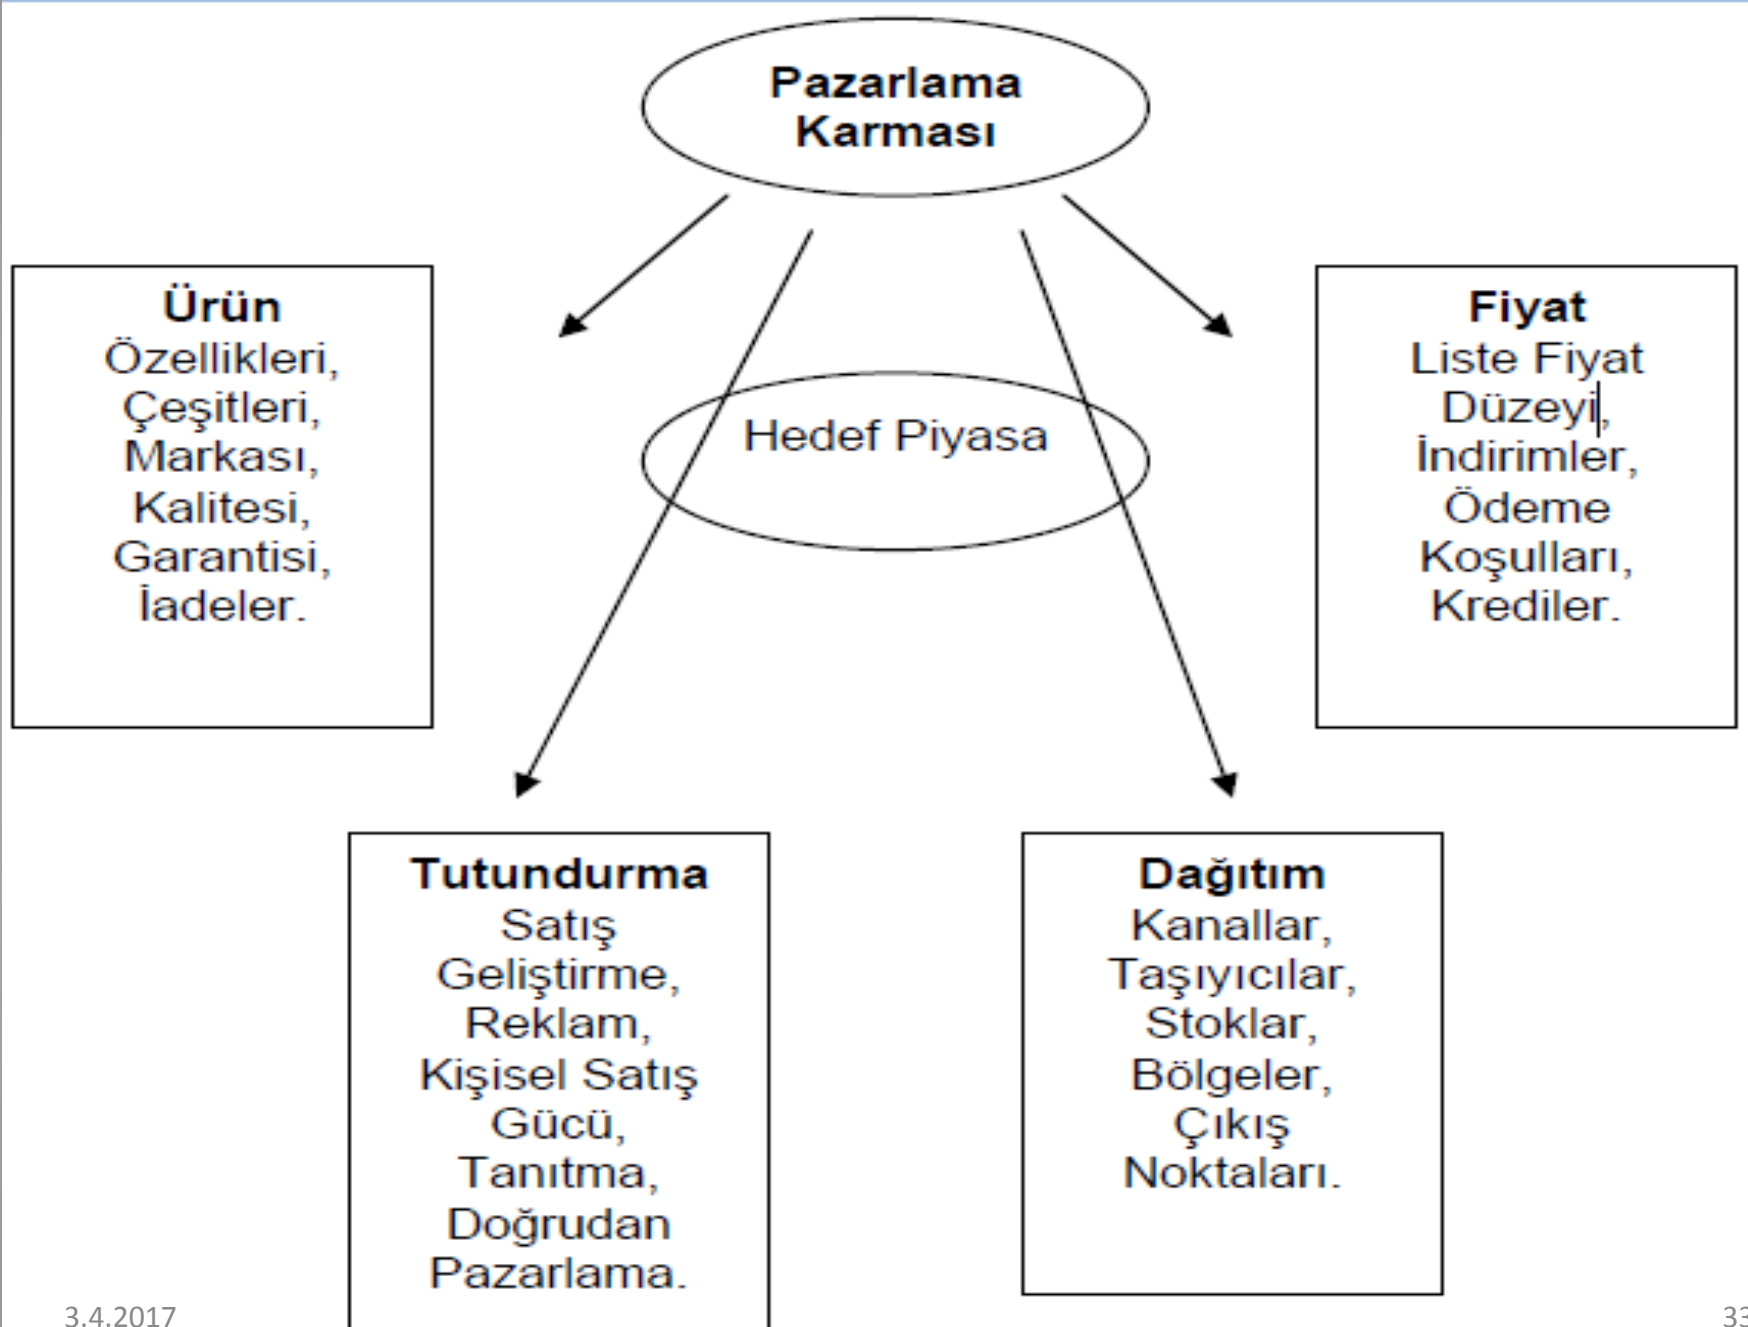 Pazarlama
Karması
Ürün
Özellikleri,
Çeşitleri,
Markası,
Kalitesi,
Garantisi,
İadeler.
Hedef Piyasa
Fiyat
Liste Fiyat
Düzeyi,
İndirimler,
Ödeme
Koşulları,
Krediler.
Tutundurma
Satış
Geliştirme,
Reklam,
Kişisel Satış
Gücü,
Tanıtma,
Doğrudan
Pazarlama.
Dağıtım
Kanallar,
Taşıyıcılar,
Stoklar,
Bölgeler,
Çıkış
Noktaları.
3.4.2017
33